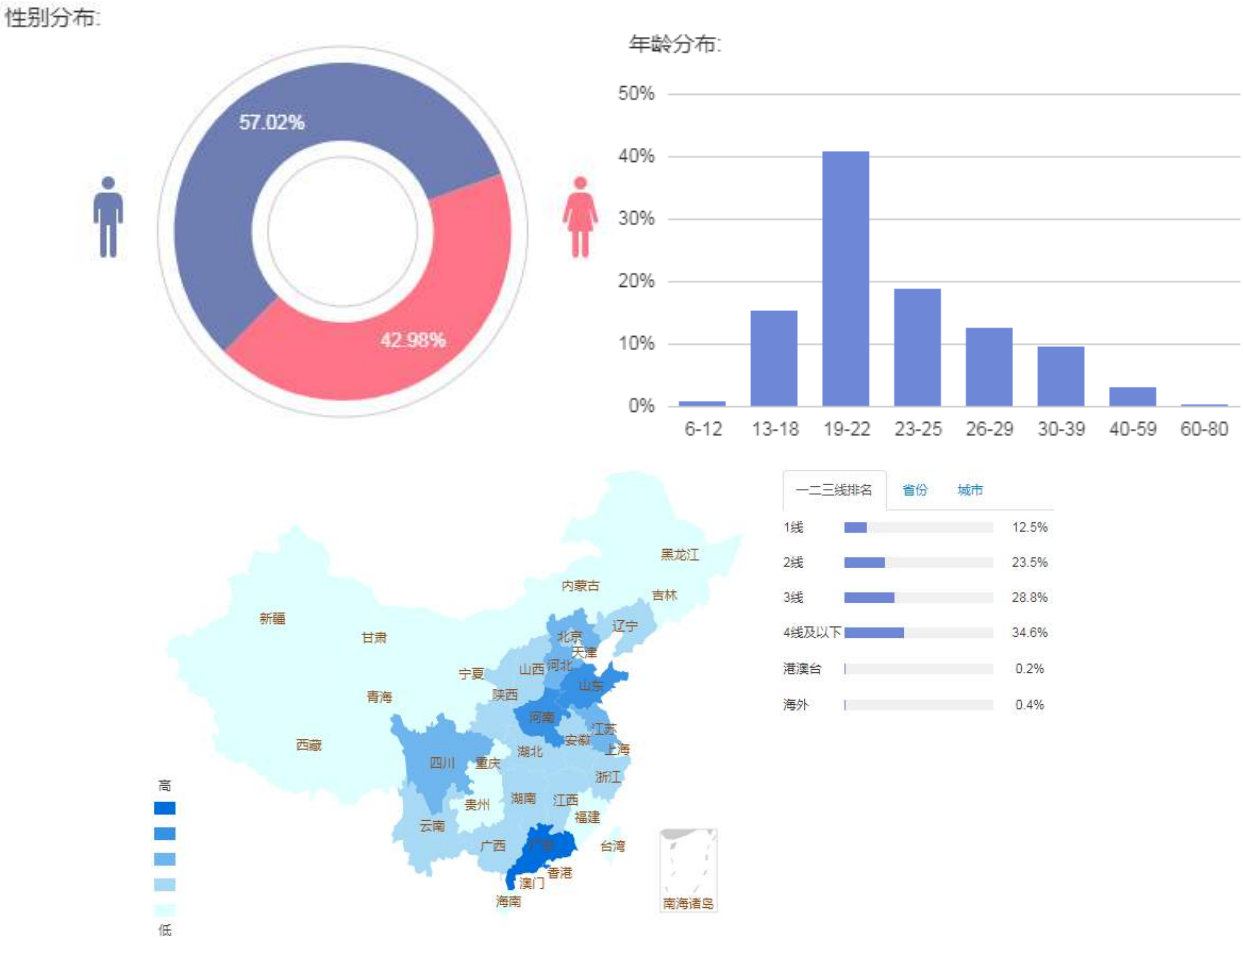 性别分布:
57.02%
42.98%
年龄分布:
50%
40%
30%
20%
10%
0%
6-12
13-18
19-22
23-25
26-29
30-39
40-59
60-80
黑龙江
内蒙古
吉林
新疆
辽宁
甘肃
北京
天津
宁夏
山西
河北
山东
青海
陕西
河南
西藏
江苏
安徽
湖北
上海
四川
重庆
浙江
湖南
江西
贵州
福建
云南
广西
广东
台湾
香港
澳门
海南
南海诸岛
高
低
一二三线排名 省份 城市
1线 12.5%
2线 23.5%
3线 28.8%
4线及以下 34.6%
港澳台 0.2%
海外 0.4%